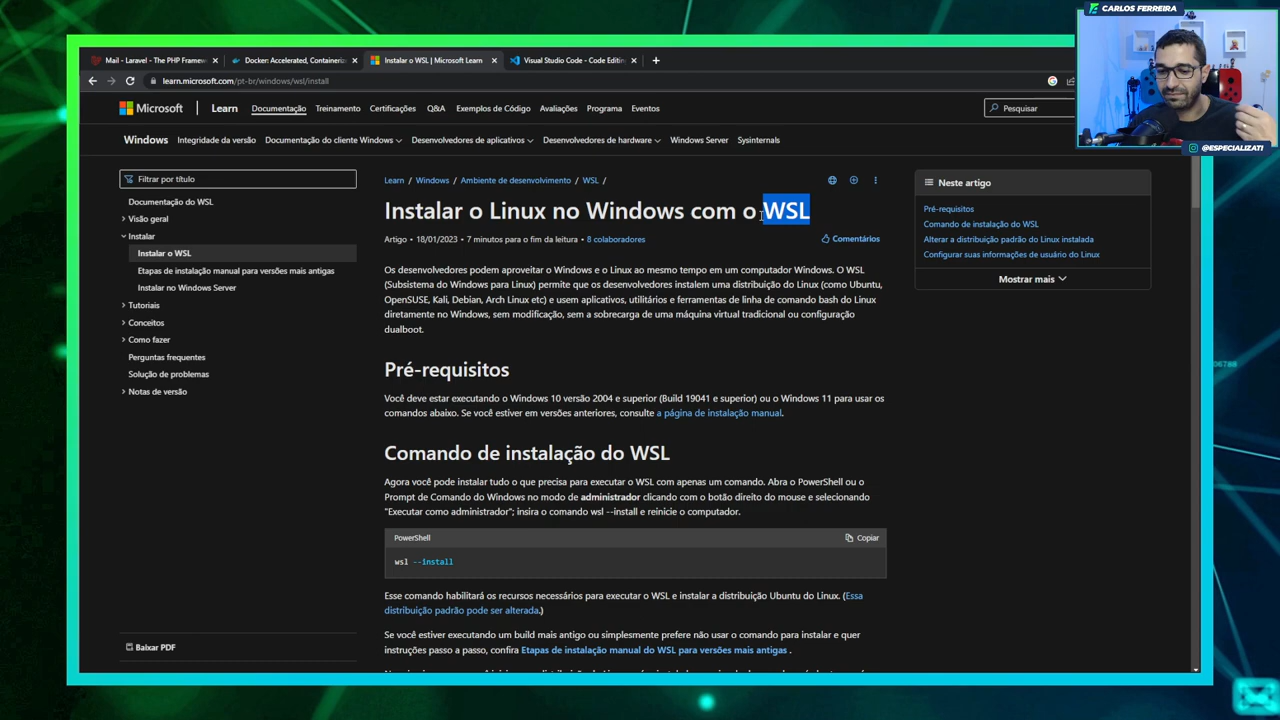 CARLOS FERREIRA
Mail - Laravel - The PHP Framew
Docker: Accelerated, Containeriz
Instalar o WSL | Microsoft Learn
Visual Studio Code - Code Editing
learn.microsoft.com/pt-br/windows/wsl/install
Microsoft
Learn
Documentação
Treinamento
Certificações
Q&A
Exemplos de Código
Avaliações
Programa
Eventos
Pesquisar
@ESPECIALIZATI
Windows
Integridade da versão
Documentação do cliente Windows
Desenvolvedores de aplicativos
Desenvolvedores de hardware
Windows Server
Sysinternals
Filtrar por título
Documentação do WSL
Visão geral
Instalar
Instalar o WSL
Etapas de instalação manual para versões mais antigas
Instalar no Windows Server
Tutoriais
Conceitos
Como fazer
Perguntas frequentes
Solução de problemas
Notas de versão
Baixar PDF
Learn / Windows / Ambiente de desenvolvimento / WSL /
Instalar o Linux no Windows com o WSL
Artigo • 18/01/2023 • 7 minutos para o fim da leitura • 8 colaboradores
Comentários
Os desenvolvedores podem aproveitar o Windows e o Linux ao mesmo tempo em um computador Windows. O WSL
(Subsistema do Windows para Linux) permite que os desenvolvedores instalem uma distribuição do Linux (como Ubuntu,
OpenSUSE, Kali, Debian, Arch Linux etc) e usem aplicativos, utilitários e ferramentas de linha de comando bash do Linux
diretamente no Windows, sem modificação, sem a sobrecarga de uma máquina virtual tradicional ou configuração
dualboot.
Pré-requisitos
Você deve estar executando o Windows 10 versão 2004 e superior (Build 19041 e superior) ou o Windows 11 para usar os
comandos abaixo. Se você estiver em versões anteriores, consulte a página de instalação manual.
Comando de instalação do WSL
Agora você pode instalar tudo o que precisa para executar o WSL com apenas um comando. Abra o PowerShell ou o
Prompt de Comando do Windows no modo de administrador clicando com o botão direito do mouse e selecionando
"Executar como administrador"; insira o comando wsl --install e reinicie o computador.
PowerShell
Copiar
wsl --install
Esse comando habilitará os recursos necessários para executar o WSL e instalar a distribuição Ubuntu do Linux. (Essa
distribuição padrão pode ser alterada.)
Se você estiver executando um build mais antigo ou simplesmente prefere não usar o comando para instalar e quer
instruções passo a passo, confira Etapas de instalação manual do WSL para versões mais antigas .
Neste artigo
Pré-requisitos
Comando de instalação do WSL
Alterar a distribuição padrão do Linux instalada
Configurar suas informações de usuário do Linux
Mostrar mais